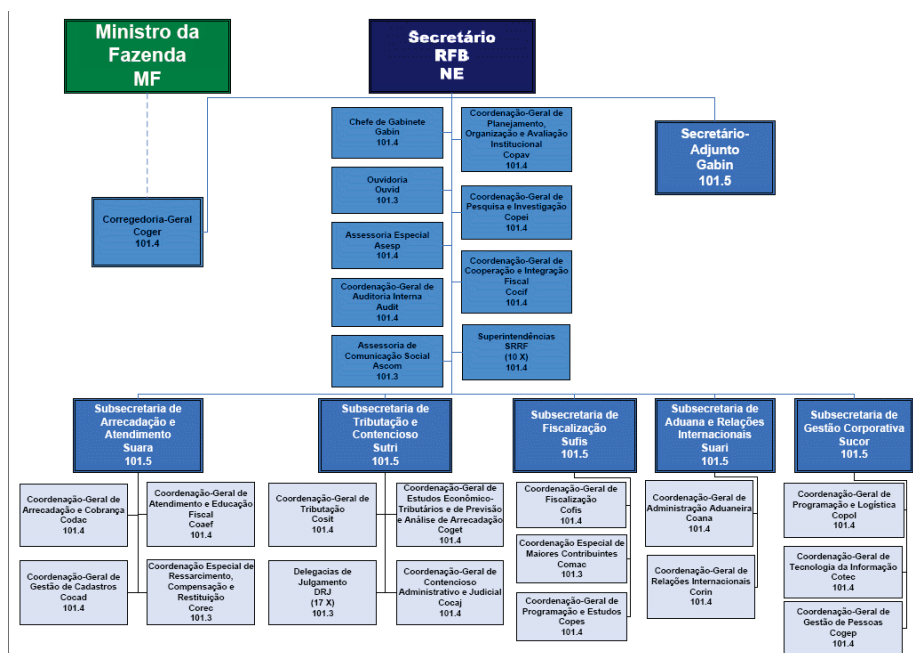 Ministro da
Fazenda
MF
Secretário
RFB
NE
Chefe de Gabinete
Gabin
101.4
Coordenação-Geral de
Planejamento,
Organização e Avaliação
Institucional
Copav
101.4
Secretário-
Adjunto
Gabin
101.5
Ouvidoria
Ouvid
101.3
Coordenação-Geral de
Pesquisa e Investigação
Copei
101.4
Corregedoria-Geral
Coger
101.4
Assessoria Especial
Asesp
101.4
Coordenação-Geral de
Cooperação e Integração
Fiscal
Cocif
101.4
Coordenação-Geral de
Auditoria Interna
Audit
101.4
Assessoria de
Comunicação Social
Ascom
101.3
Superintendências
SRRF
(10 X)
101.4
Subsecretaria de
Arrecadação e
Atendimento
Suara
101.5
Subsecretaria de
Tributação e
Contencioso
Sutri
101.5
Subsecretaria de
Fiscalização
Sufis
101.5
Subsecretaria de
Aduana e Relações
Internacionais
Suari
101.5
Subsecretaria de
Gestão Corporativa
Sucor
101.5
Coordenação-Geral de
Arrecadação e Cobrança
Codac
101.4
Coordenação-Geral de
Atendimento e Educação
Fiscal
Coaef
101.4
Coordenação-Geral de
Gestão de Cadastros
Cocad
101.4
Coordenação Especial de
Ressarcimento,
Compensação e
Restituição
Corec
101.3
Coordenação-Geral de
Tributação
Cosit
101.4
Coordenação-Geral de
Estudos Econômico-
Tributários e de Previsão
e Análise de Arrecadação
Coget
101.4
Delegacias de
Julgamento
DRJ
(17 X)
101.3
Coordenação-Geral de
Contencioso
Administrativo e Judicial
Cocaj
101.4
Coordenação-Geral de
Fiscalização
Cofis
101.4
Coordenação Especial de
Maiores Contribuintes
Comac
101.3
Coordenação-Geral de
Programação e Estudos
Copes
101.4
Coordenação-Geral
de Administração Aduaneira
Coana
101.4
Coordenação-Geral de
Relações Internacionais
Corin
101.4
Coordenação-Geral de
Programação e Logística
Copol
101.4
Coordenação-Geral de
Tecnologia da Informação
Cotec
101.4
Coordenação-Geral de
Gestão de Pessoas
Cogep
101.4